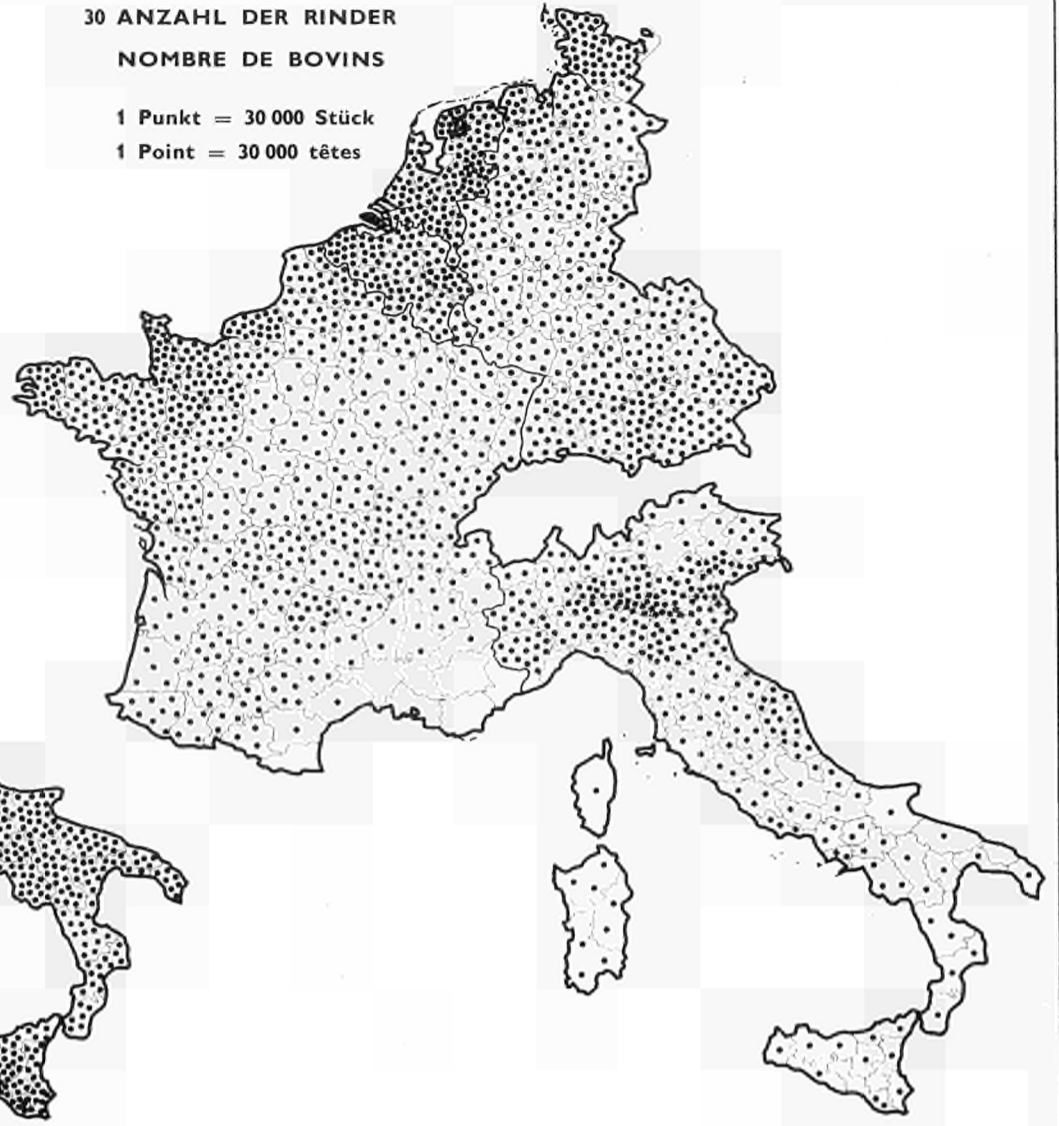 30 ANZAHL DER RINDER
NOMBRE DE BOVINS
1 Punkt = 30 000 Stück
1 Point = 30 000 têtes